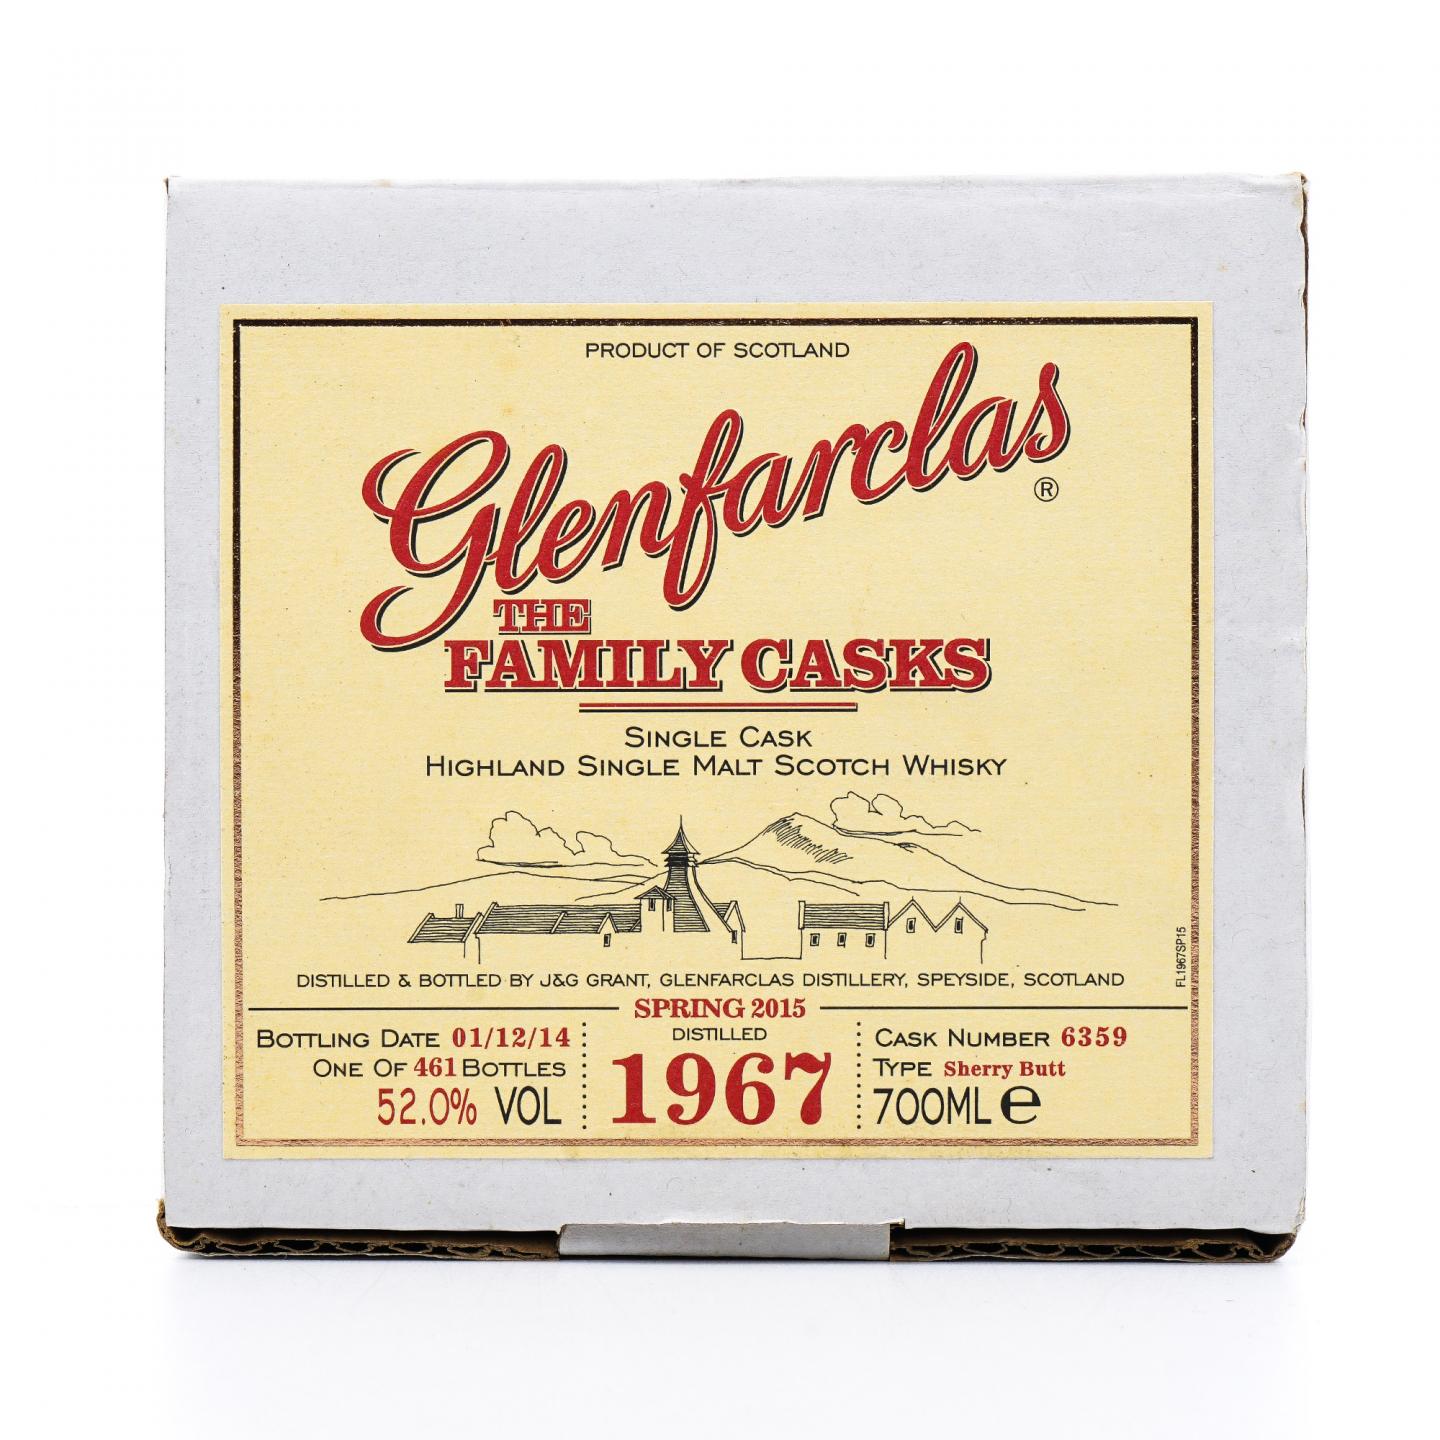 PRODUCT OF SCOTLAND
Glenfarclas
®
THE
FAMILY CASKS
SINGLE CASK
HIGHLAND SINGLE MALT SCOTCH WHISKY
DISTILLED & BOTTLED BY J&G GRANT, GLENFARCLAS DISTILLERY, SPEYSIDE, SCOTLAND
FL1967SP15
SPRING 2015
BOTTLING DATE 01/12/14
ONE OF 461 BOTTLES
52.0% VOL
DISTILLED
1967
CASK NUMBER 6359
TYPE Sherry Butt
700ML e